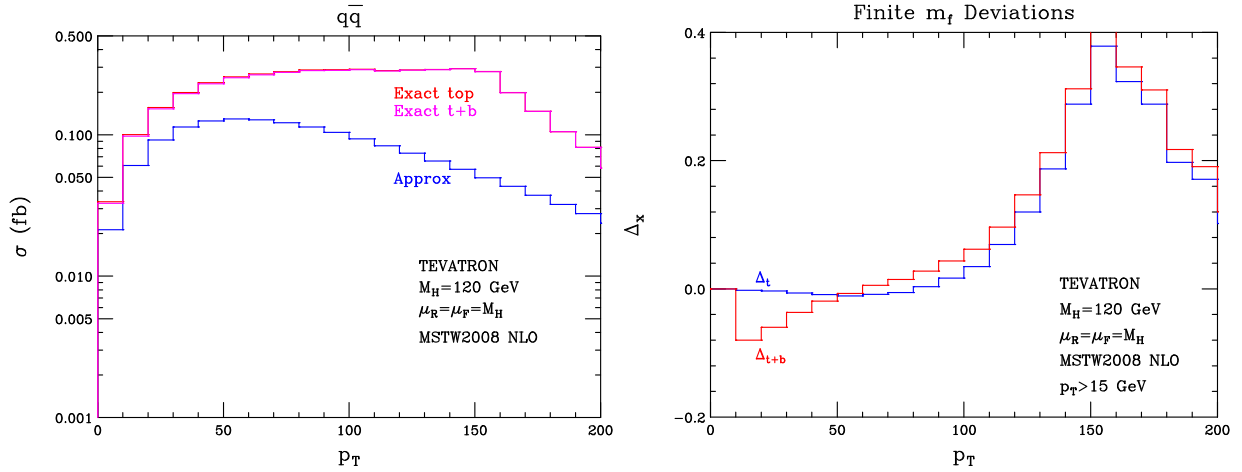 qq̅
0.500
0.100
0.050
0.010
0.005
0.001
σ (fb)
Exact top
Exact t+b
Approx
TEVATRON
M_H=120 GeV
μ_R=μ_F=M_H
MSTW2008 NLO
0 50 100 150 200
p_T
Finite m_f Deviations
0.4
0.2
0.0
−0.2
Δ_x
Δ_t
Δ_t+b
TEVATRON
M_H=120 GeV
μ_R=μ_F=M_H
MSTW2008 NLO
p_T>15 GeV
0 50 100 150 200
p_T